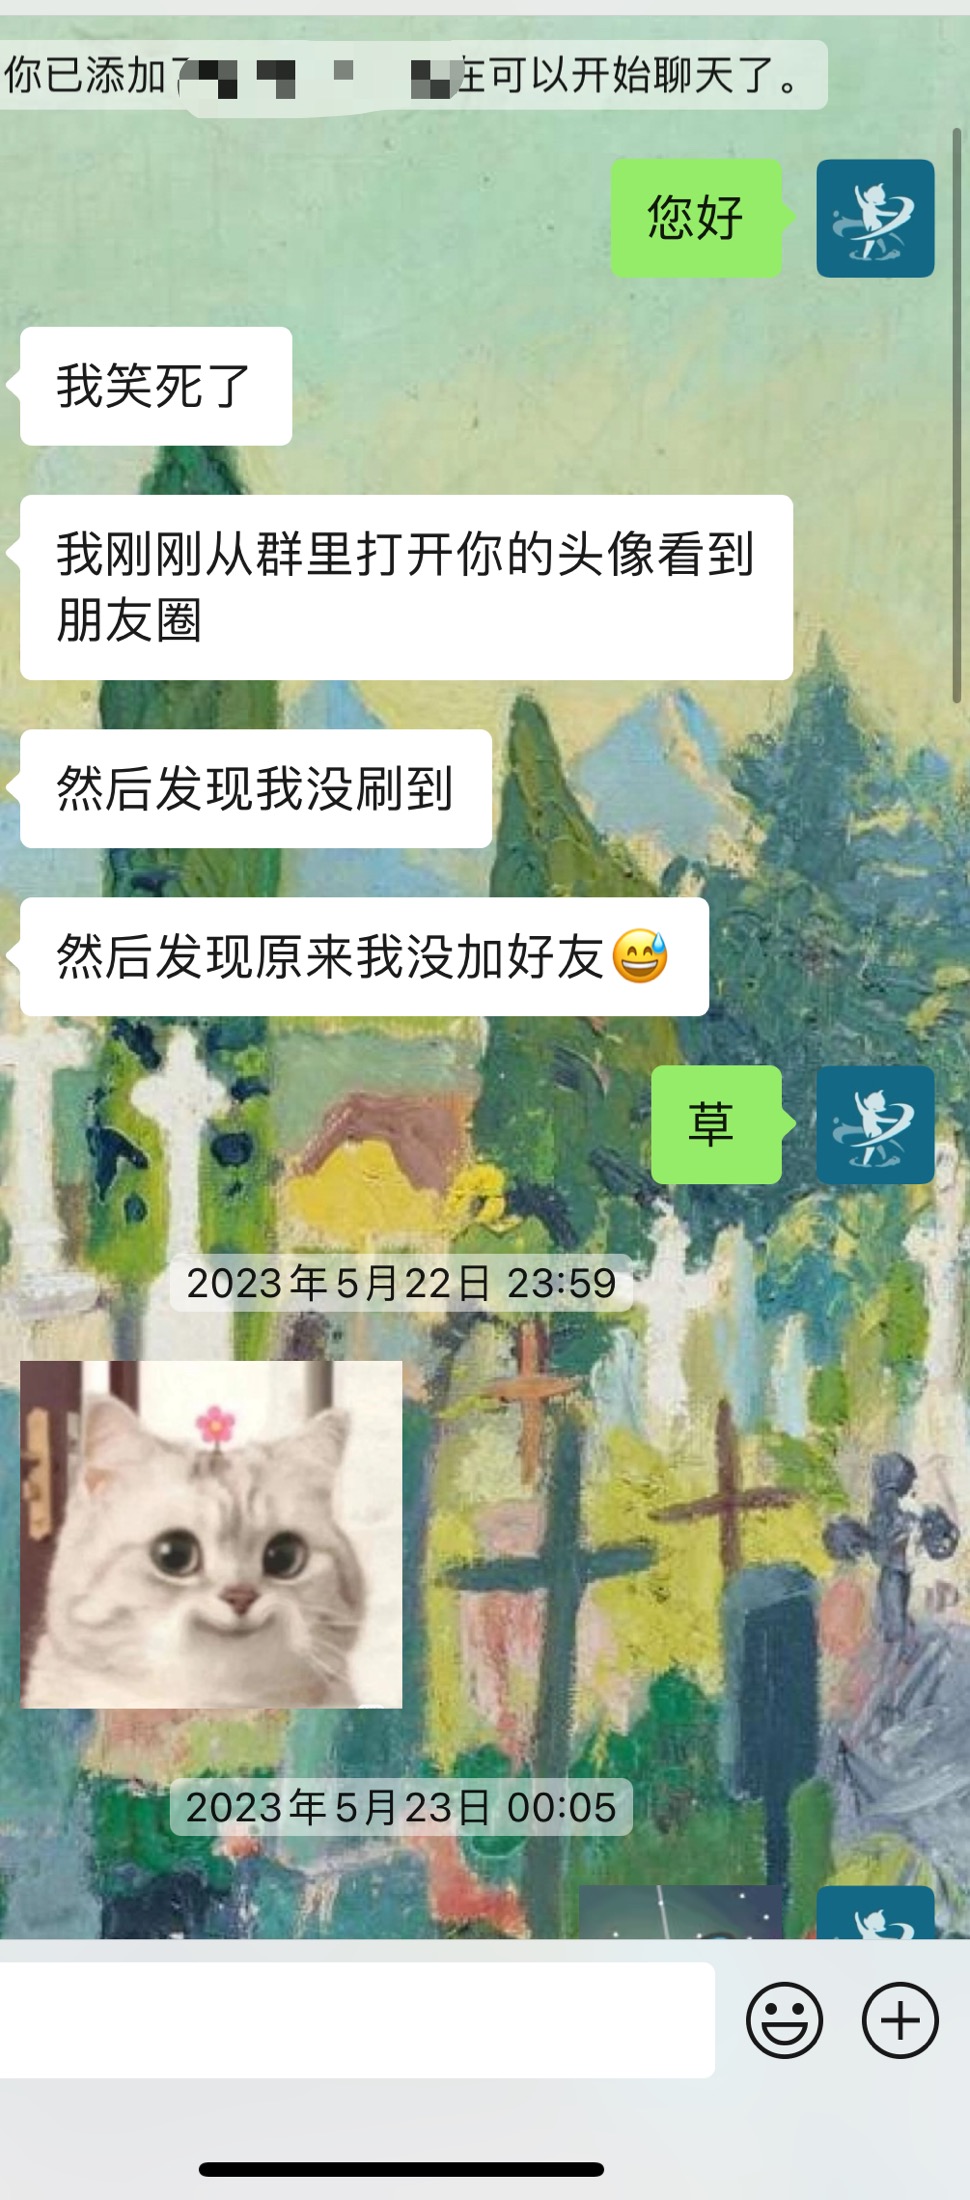 你已添加了
在可以开始聊天了。
您好
我笑死了
我刚刚从群里打开你的头像看到
朋友圈
然后发现我没刷到
然后发现原来我没加好友😅
草
2023年5月22日 23:59
2023年5月23日 00:05